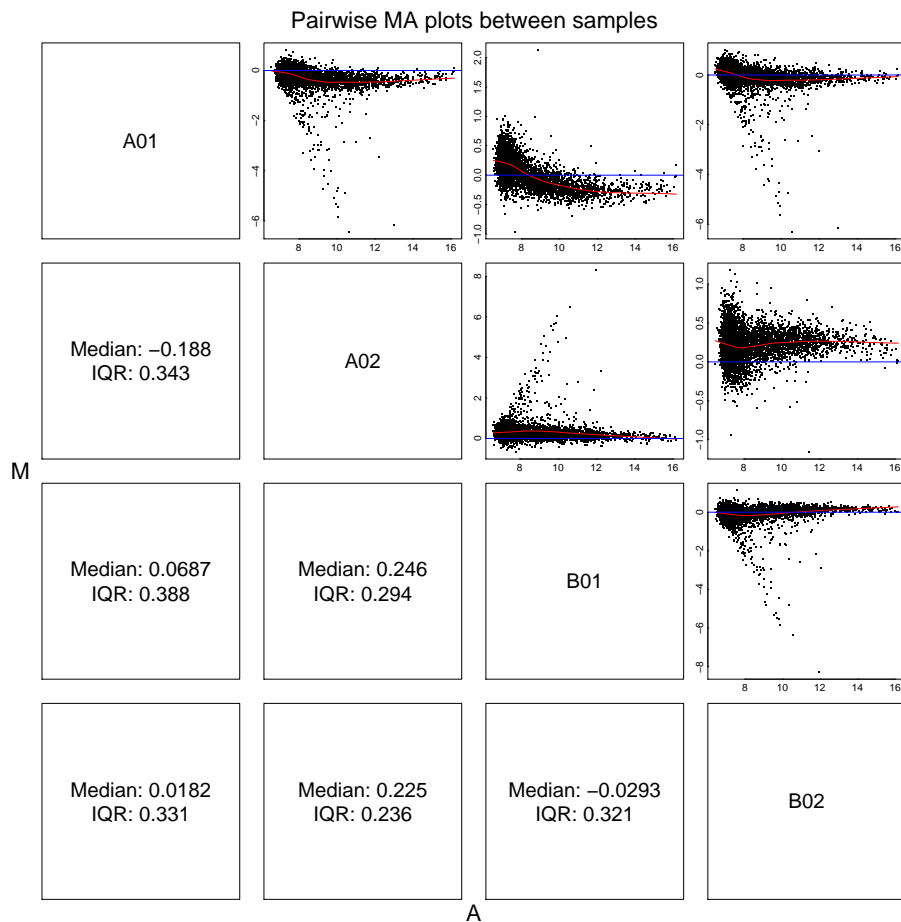 Pairwise MA plots between samples
A01
0
−2
−4
−6
8 10 12 14 16
2.0
1.5
1.0
0.5
0.0
−0.5
−1.0
8 10 12 14 16
0
−2
−4
−6
8 10 12 14 16
Median: −0.188
IQR: 0.343
A02
8
6
4
2
0
8 10 12 14 16
1.0
0.5
0.0
−0.5
−1.0
8 10 12 14 16
M
Median: 0.0687
IQR: 0.388
Median: 0.246
IQR: 0.294
B01
0
−2
−4
−6
−8
8 10 12 14 16
Median: 0.0182
IQR: 0.331
Median: 0.225
IQR: 0.236
Median: −0.0293
IQR: 0.321
B02
A